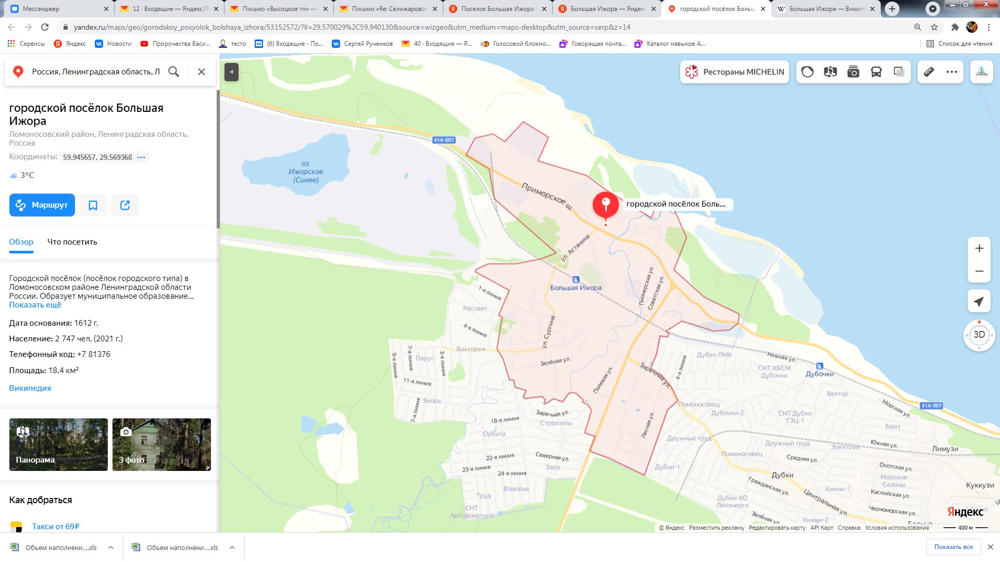 Мессенджер
12 · Входящие — Яндекс.П
Письмо «Высоцкое гп» —
Письмо «Re: Селижарово»
Поселок Большая Ижора -
Большая Ижора — Яндекс
городской посёлок Больш
Большая Ижора — Википе
yandex.ru/maps/geo/gorodskoy_posyolok_bolshaya_izhora/53152572/?ll=29.570029%2C59.940130&source=wizgeo&utm_medium=maps-desktop&utm_source=serp&z=14
Сервисы
Яндекс
Новости
Пророчества Васи...
тесто
(6) Входящие - По...
Сергей Рученков
40 · Входящие — Я...
Голосовой блокно...
Говорящая почта...
Каталог навыков А...
Список для чтения
Россия, Ленинградская область, Л
городской посёлок Большая
Ижора
Ломоносовский район, Ленинградская область,
Россия
Координаты: 59.945657, 29.569368 •••
3°C
Маршрут
Обзор
Что посетить
Городской посёлок (посёлок городского типа) в
Ломоносовском районе Ленинградской области
России. Образует муниципальное образование...
Показать ещё
Дата основания: 1612 г.
Население: 2 747 чел. (2021 г.)
Телефонный код: +7 81376
Площадь: 18,4 км²
Википедия
Панорама
3 фото
Как добраться
Такси от 69₽
Рестораны MICHELIN
41А-007
оз.
Ижорское
(Синее)
Приморское ш.
городской посёлок Боль...
ул. Астанина
Большая Ижора
Пионерская ул.
Советская ул.
1-я линия
Рассвет
4-я линия
Виктория
ул. Сургина
Зелёная ул.
9-я линия
7-я линия
Парус
3-я линия
11-я линия
Якорь
7-я линия
Полевая ул.
Заречная ул.
4-я линия
Дубки ЛМК
Нижняя ул.
СНТ КБСМ
Дубочки
Дубочки
Вектор
Морская ул.
41А-007
Ломоносовец
Дубочки-2
СНТ Дубки
ТЭЦ-1
Бриз
Заречная ул.
Строитель
18-я линия
Орбита
Лесная ул.
Дружный труд
Дружный труд
Электрик
Южная ул.
Лимузи
22-я линия
Северная ул.
23-я линия
24-я линия
Заря
Дубки-1
Ломоносовец
Средняя ул.
Охотская ул.
Дубки
Морские
Сезоны
Взморье
Труд
СНТ
Автоарматура
Гражданская ул.
Центральная ул.
Химик-1
Каспийская ул.
Куккузи
Дубки АО
Ленэнерго
Черноморская ул.
Зелёная ул.
Химик-2
3D
Яндекс
© Яндекс
Разместить рекламу
Редактировать карту
API Карт
Справка
Условия использования
400 м
Объем наполнени....xls
Объем наполнени....xls
Показать все